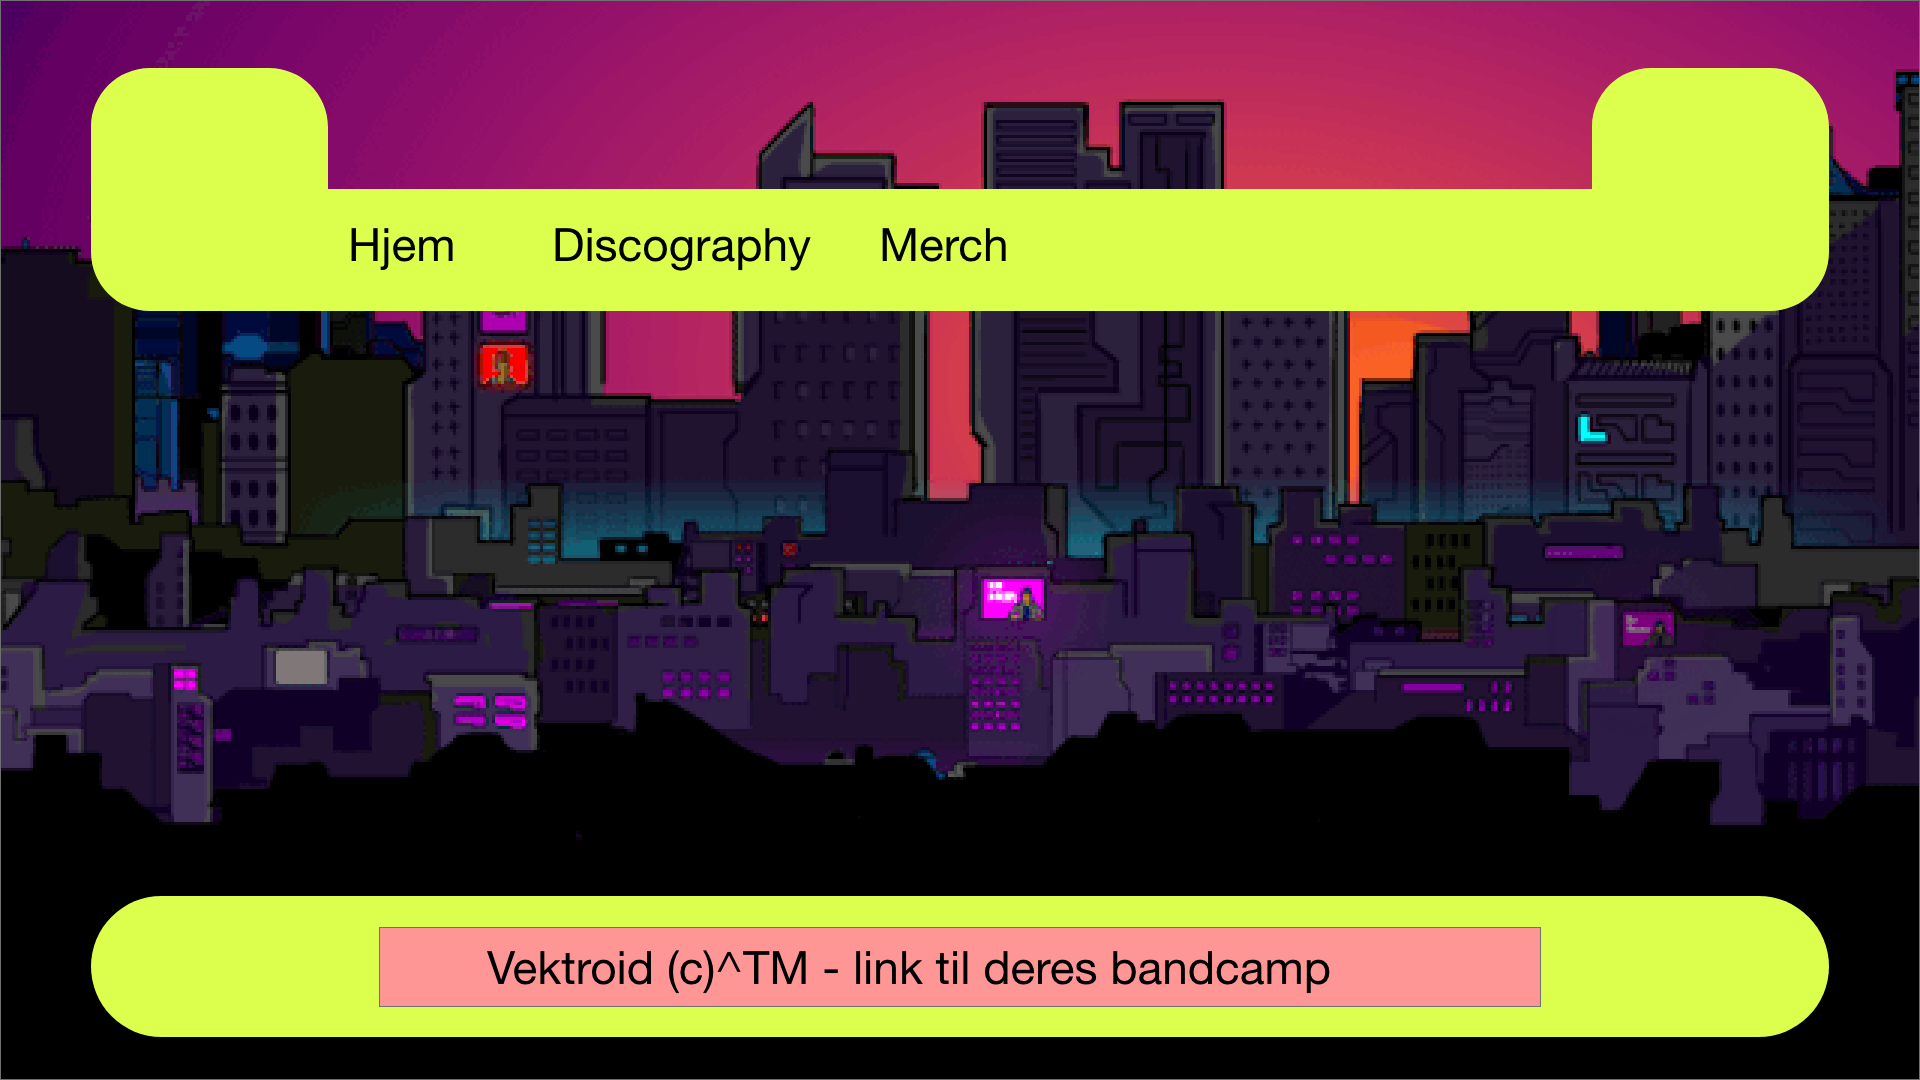 Hjem Discography Merch
Vektroid (c)^TM - link til deres bandcamp